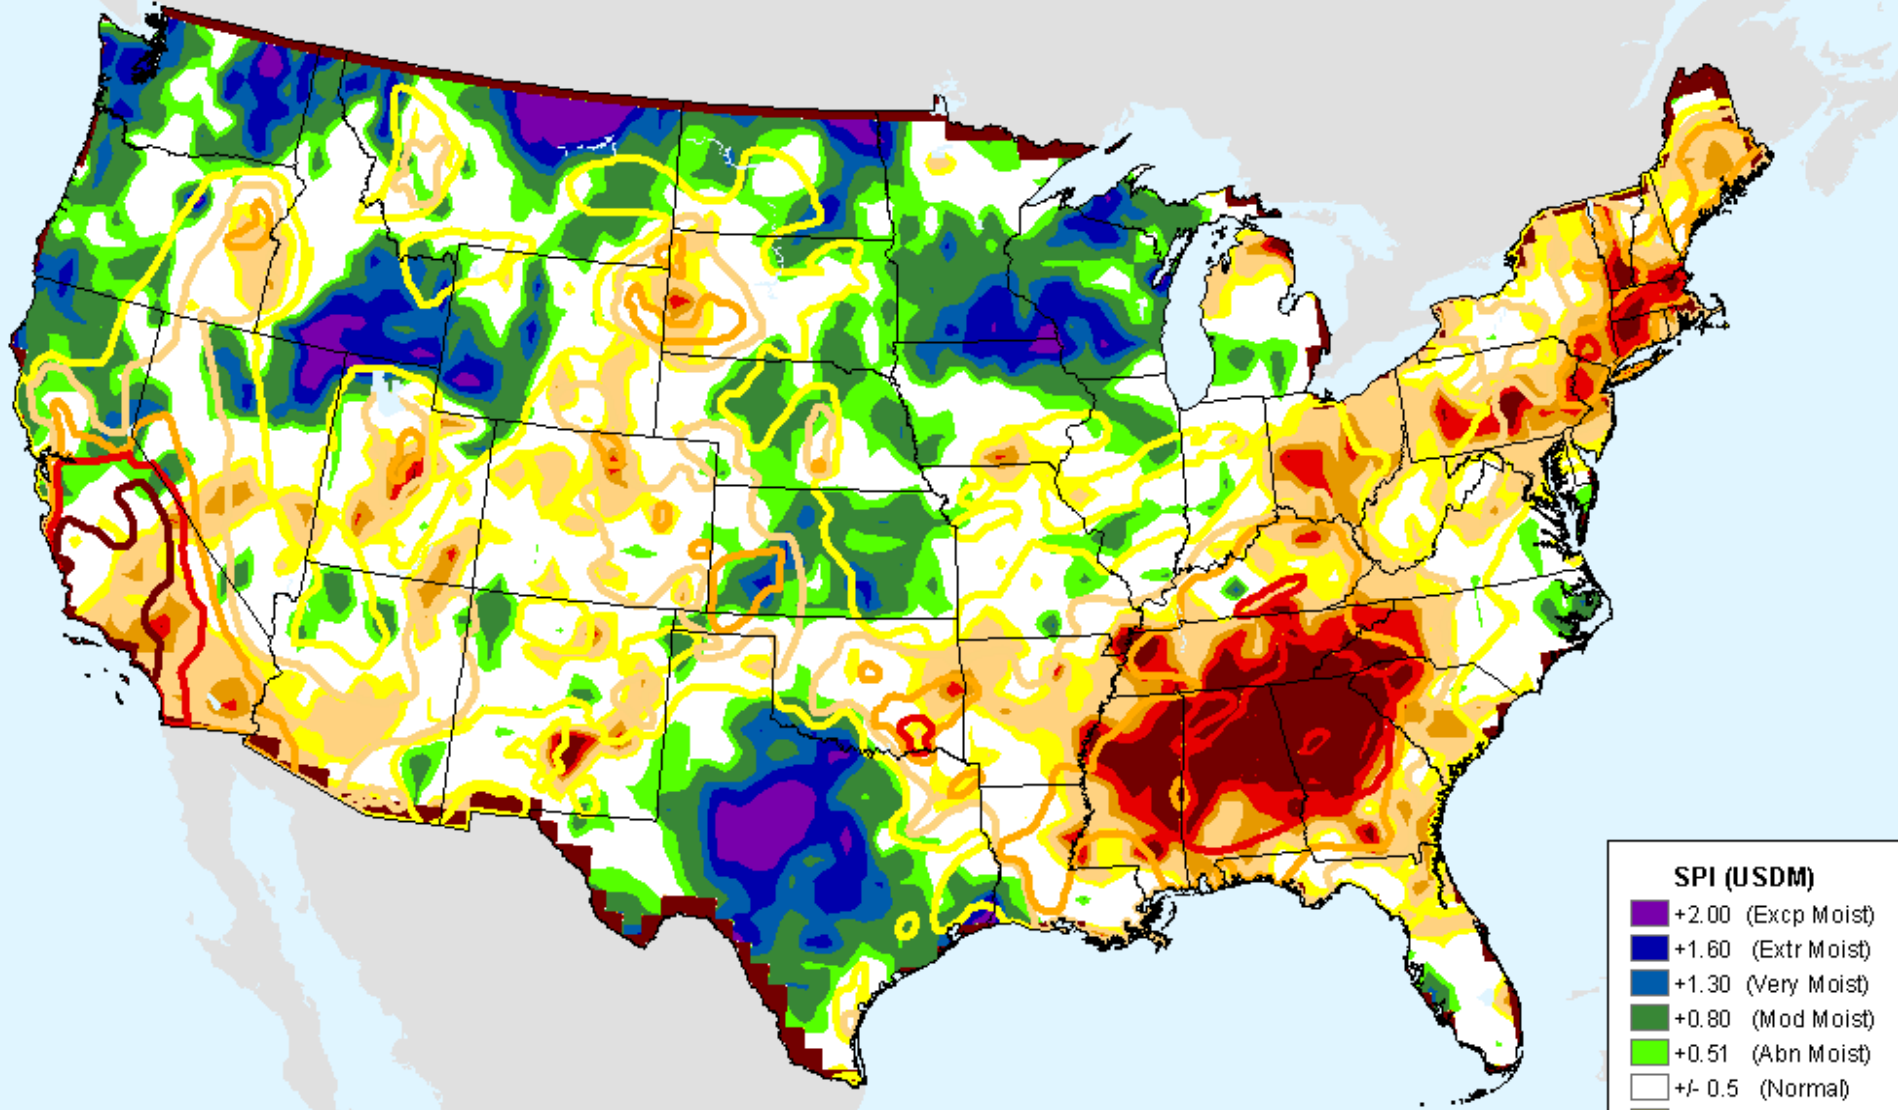 SPI (USDM)
+2.00 (Excp Moist)
+1.60 (Extr Moist)
+1.30 (Very Moist)
+0.80 (Mod Moist)
+0.51 (Abn Moist)
+/- 0.5 (Normal)